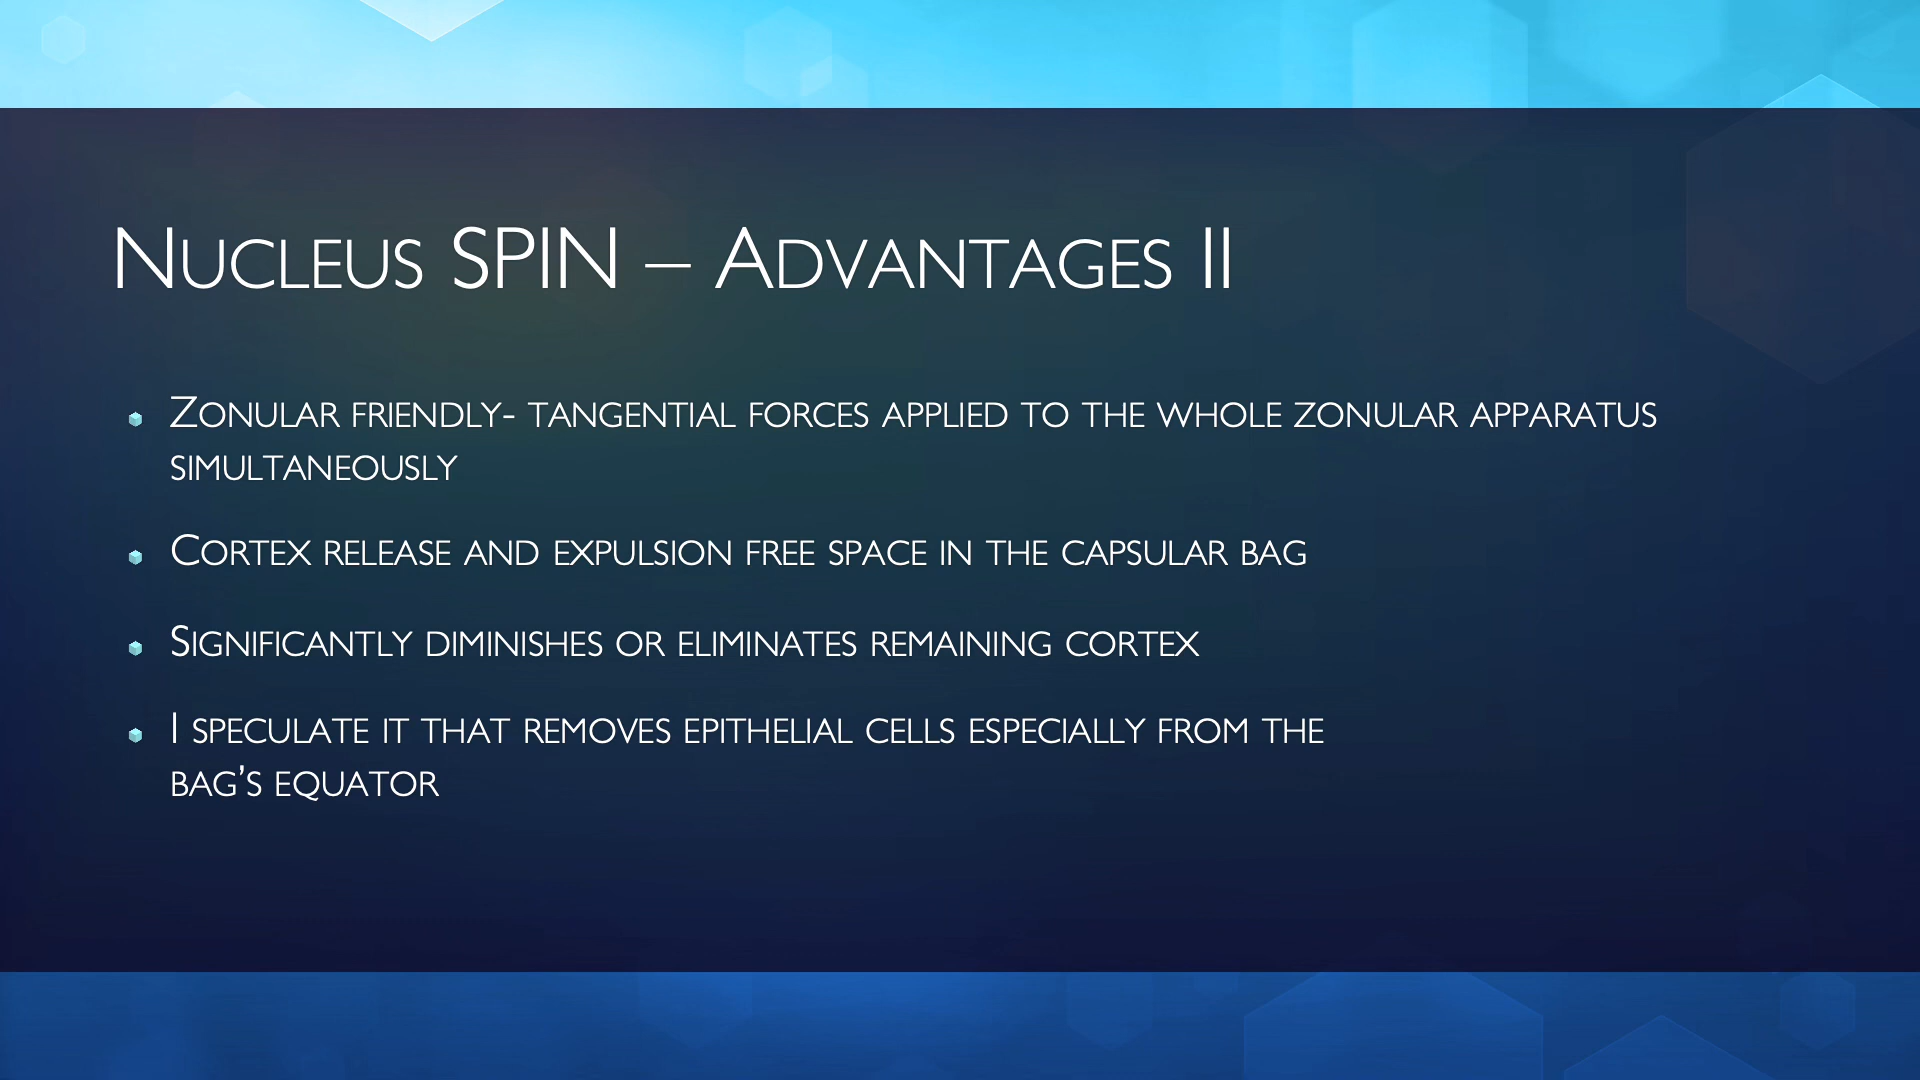 Nucleus SPIN – Advantages II
Zonular friendly- tangential forces applied to the whole zonular apparatus
simultaneously
Cortex release and expulsion free space in the capsular bag
Significantly diminishes or eliminates remaining cortex
I speculate it that removes epithelial cells especially from the
bag’s equator